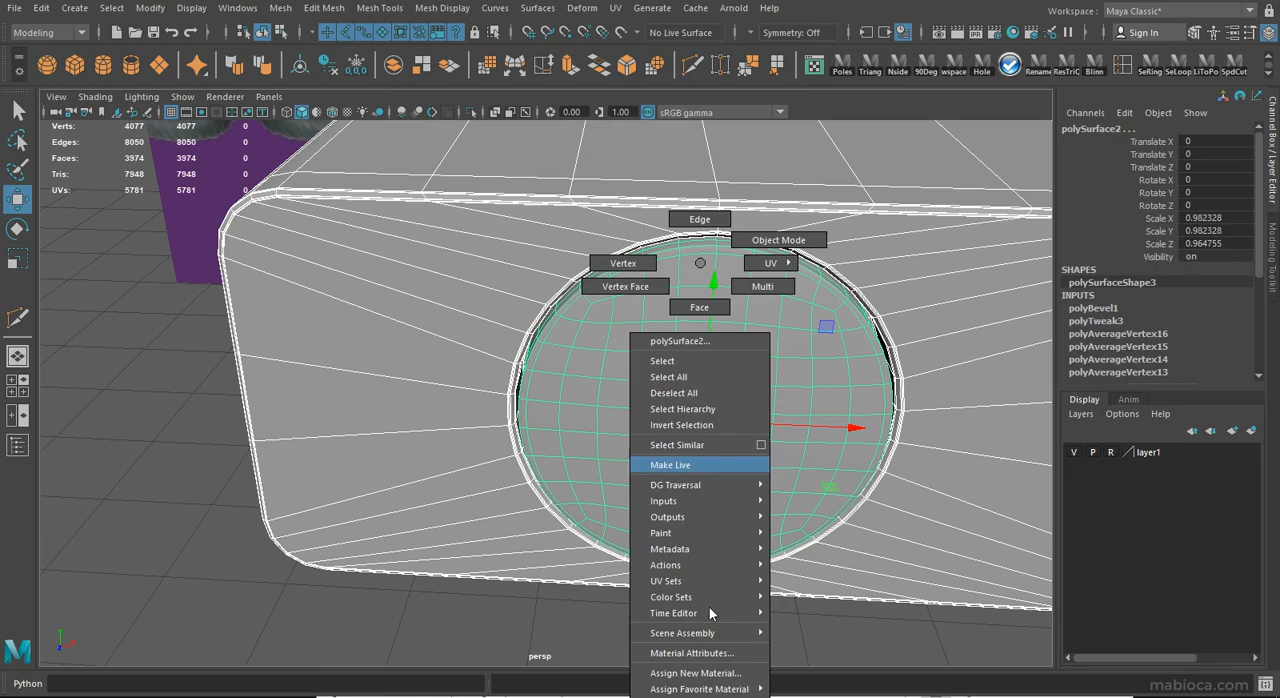 File Edit Create Select Modify Display Windows Mesh Edit Mesh Mesh Tools Mesh Display Curves Surfaces Deform UV Generate Cache Arnold Help
Workspace : Maya Classic*
Modeling
No Live Surface
Symmetry: Off
Sign In
Poles Triang Nside 90Deg wspace Hole Renam ResTriC Blinn SeRing SeLoop LiToPo SpdCut
View Shading Lighting Show Renderer Panels
0.00 1.00 sRGB gamma
Verts: 4077 4077 0
Edges: 8050 8050 0
Faces: 3974 3974 0
Tris: 7948 7948 0
UVs: 5781 5781 0
Edge
Object Mode
Vertex
UV
Vertex Face
Multi
Face
polySurface2...
Select
Select All
Deselect All
Select Hierarchy
Invert Selection
Select Similar
Make Live
DG Traversal
Inputs
Outputs
Paint
Metadata
Actions
UV Sets
Color Sets
Time Editor
Scene Assembly
Material Attributes...
Assign New Material...
Assign Favorite Material
persp
Channels Edit Object Show
polySurface2 . . .
Translate X 0
Translate Y 0
Translate Z 0
Rotate X 0
Rotate Y 0
Rotate Z 0
Scale X 0.982328
Scale Y 0.982328
Scale Z 0.964755
Visibility on
SHAPES
polySurfaceShape3
INPUTS
polyBevel1
polyTweak3
polyAverageVertex16
polyAverageVertex15
polyAverageVertex14
polyAverageVertex13
Display Anim
Layers Options Help
V P R layer1
Channel Box / Layer Editor
Modeling Toolkit
Python
mabioca.com